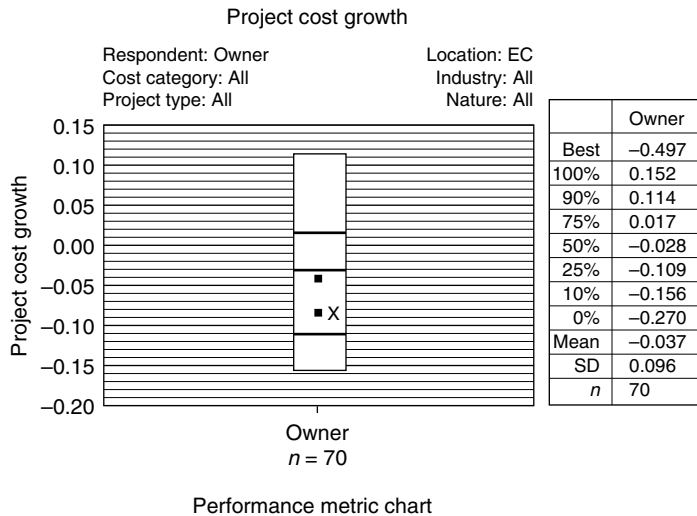 Project cost growth
Respondent: Owner
Location: EC
Cost category: All
Industry: All
Project type: All
Nature: All
Project cost growth
0.15
0.10
0.05
0.00
−0.05
−0.10
−0.15
−0.20
X
Owner
n = 70
Owner
Best −0.497
100% 0.152
90% 0.114
75% 0.017
50% −0.028
25% −0.109
10% −0.156
0% −0.270
Mean −0.037
SD 0.096
n 70
Performance metric chart